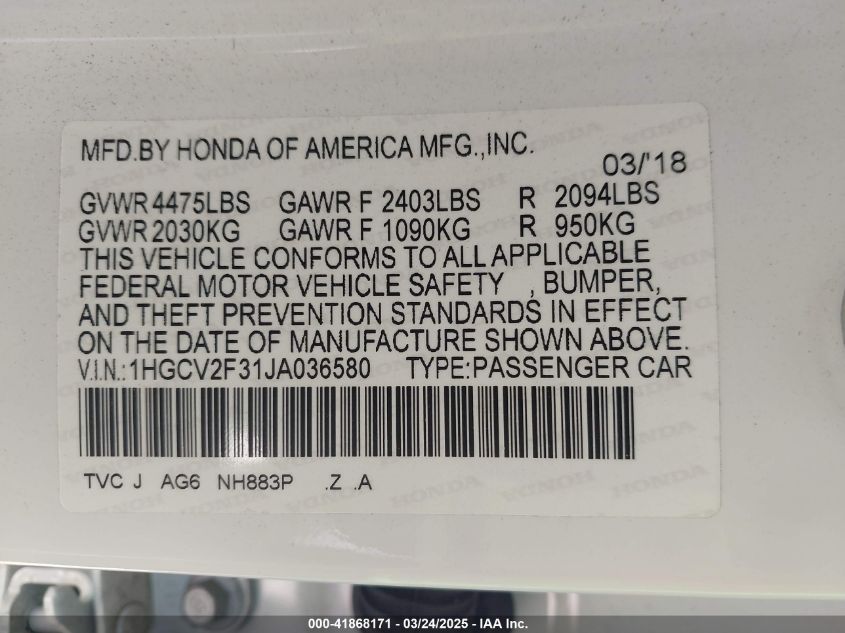 MFD.BY HONDA OF AMERICA MFG.,INC. 03/'18
GVWR 4475LBS GAWR F 2403LBS R 2094LBS
GVWR 2030KG GAWR F 1090KG R 950KG
THIS VEHICLE CONFORMS TO ALL APPLICABLE
FEDERAL MOTOR VEHICLE SAFETY , BUMPER,
AND THEFT PREVENTION STANDARDS IN EFFECT
ON THE DATE OF MANUFACTURE SHOWN ABOVE.
V.I.N.:1HGCV2F31JA036580 TYPE:PASSENGER CAR
TVC J AG6 NH883P .Z .A
000-41868171 - 03/24/2025 - IAA Inc.